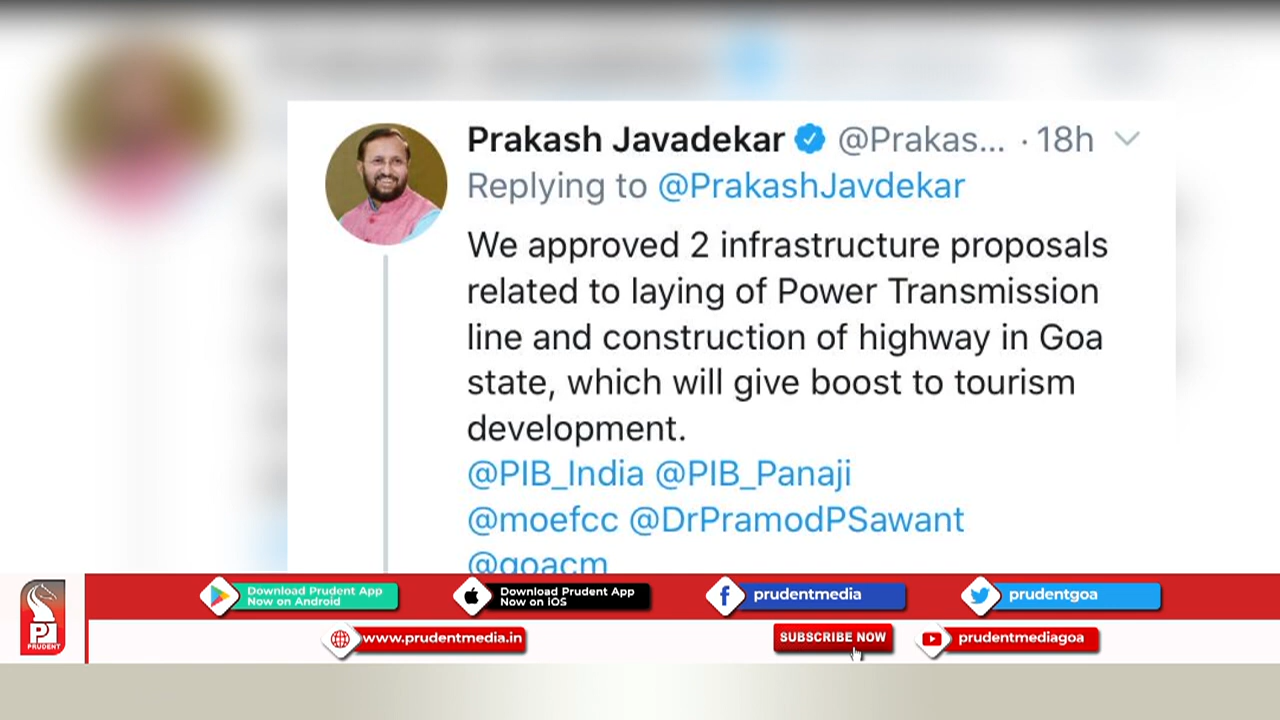 Prakash Javadekar @Prakas... · 18h
Replying to @PrakashJavdekar
We approved 2 infrastructure proposals
related to laying of Power Transmission
line and construction of highway in Goa
state, which will give boost to tourism
development.
@PIB_India @PIB_Panaji
@moefcc @DrPramodPSawant
@goacm
Download Prudent App
Now on Android
Download Prudent App
Now on iOS
prudentmedia
prudentgoa
PRUDENT
www.prudentmedia.in
SUBSCRIBE NOW
prudentmediagoa